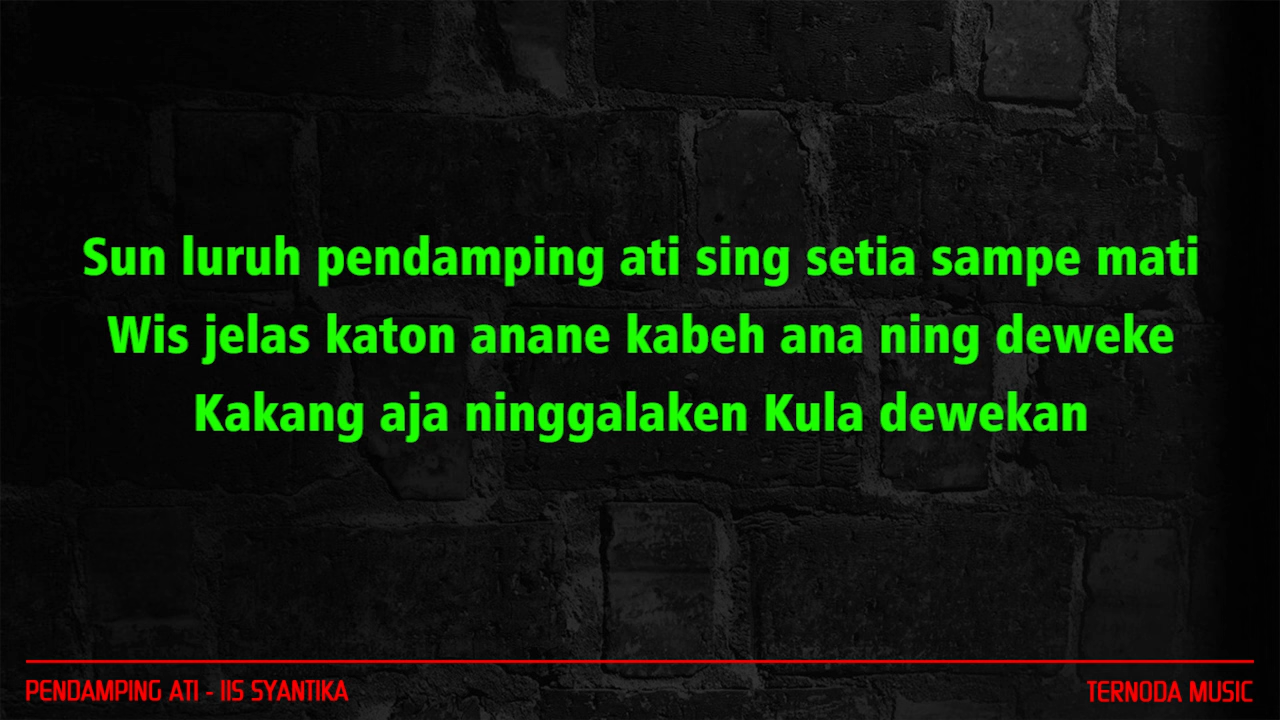 Sun luruh pendamping ati sing setia sampe mati
Wis jelas katon anane kabeh ana ning deweke
Kakang aja ninggalaken Kula dewekan
PENDAMPING ATI - IIS SYANTIKA
TERNODA MUSIC